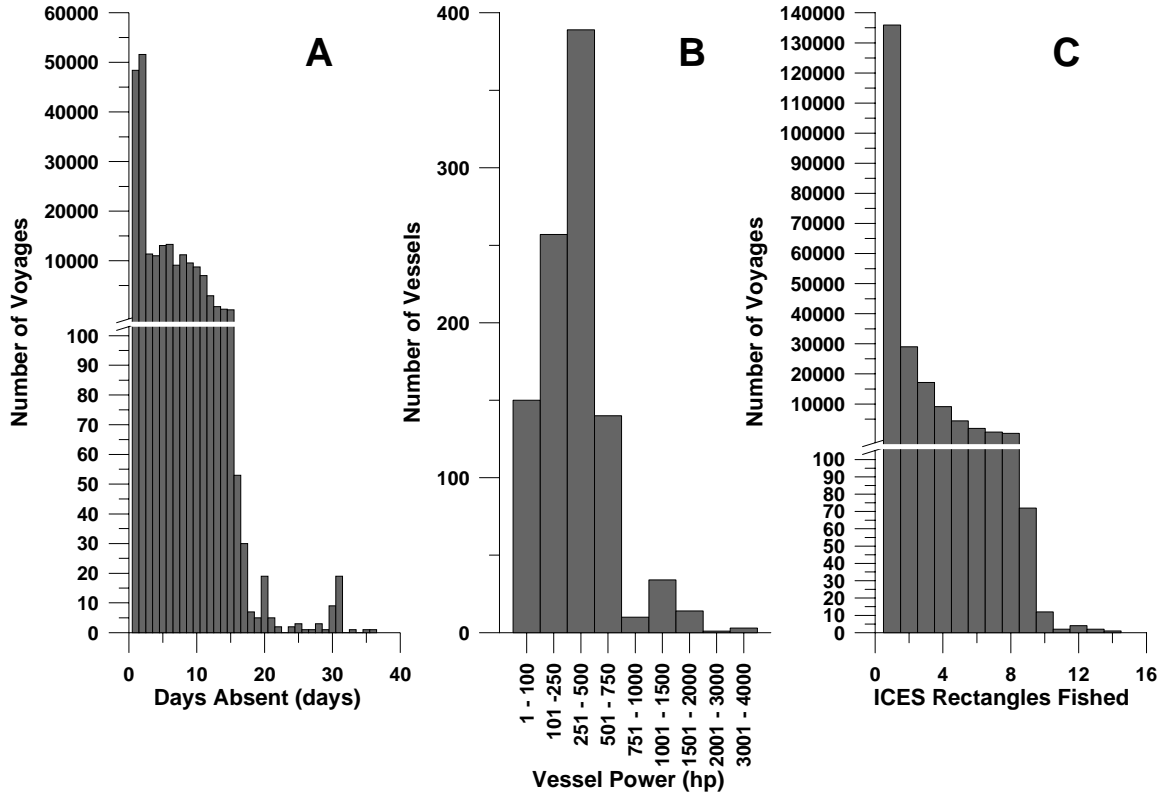 A
Number of Voyages
60000
50000
40000
30000
20000
10000
100
90
80
70
60
50
40
30
20
10
0
0 10 20 30 40
Days Absent (days)
B
Number of Vessels
400
200
100
0
1 - 100
101 -250
251 - 500
501 - 750
751 - 1000
1001 - 1500
1501 - 2000
2001 - 3000
3001 - 4000
Vessel Power (hp)
C
Number of Voyages
140000
130000
120000
110000
100000
90000
80000
70000
60000
50000
40000
30000
20000
10000
100
90
80
70
60
50
40
30
20
10
0
0 4 8 12 16
ICES Rectangles Fished